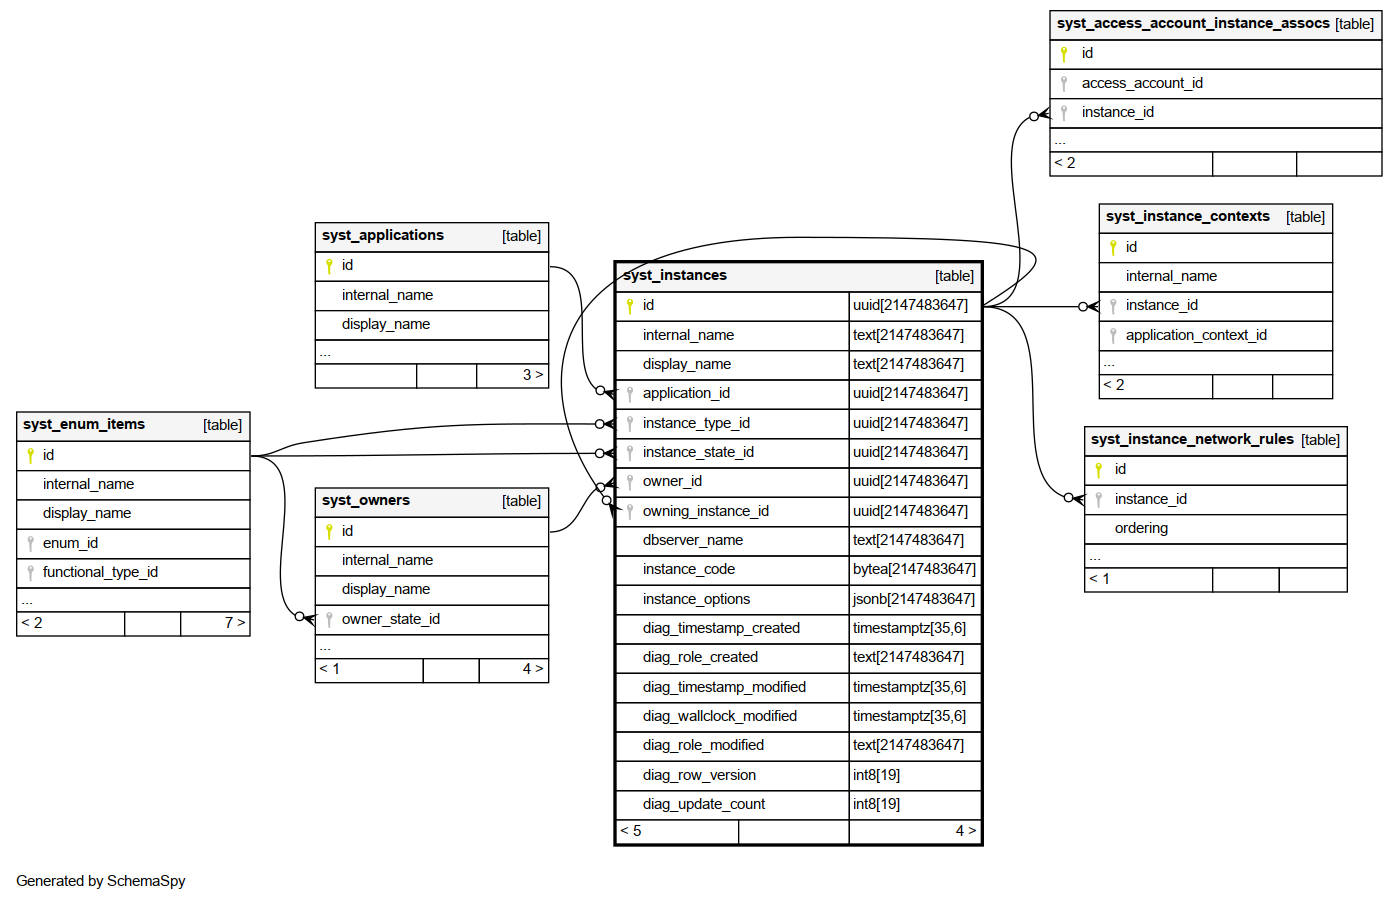 syst_access_account_instance_assocs [table]
id
access_account_id
instance_id
...
< 2
syst_instance_contexts [table]
id
internal_name
instance_id
application_context_id
...
< 2
syst_applications [table]
id
internal_name
display_name
...
3 >
syst_instances [table]
id uuid[2147483647]
internal_name text[2147483647]
display_name text[2147483647]
application_id uuid[2147483647]
instance_type_id uuid[2147483647]
instance_state_id uuid[2147483647]
owner_id uuid[2147483647]
owning_instance_id uuid[2147483647]
dbserver_name text[2147483647]
instance_code bytea[2147483647]
instance_options jsonb[2147483647]
diag_timestamp_created timestamptz[35,6]
diag_role_created text[2147483647]
diag_timestamp_modified timestamptz[35,6]
diag_wallclock_modified timestamptz[35,6]
diag_role_modified text[2147483647]
diag_row_version int8[19]
diag_update_count int8[19]
< 5 4 >
syst_enum_items [table]
id
internal_name
display_name
enum_id
functional_type_id
...
< 2 7 >
syst_owners [table]
id
internal_name
display_name
owner_state_id
...
< 1 4 >
syst_instance_network_rules [table]
id
instance_id
ordering
...
< 1
Generated by SchemaSpy